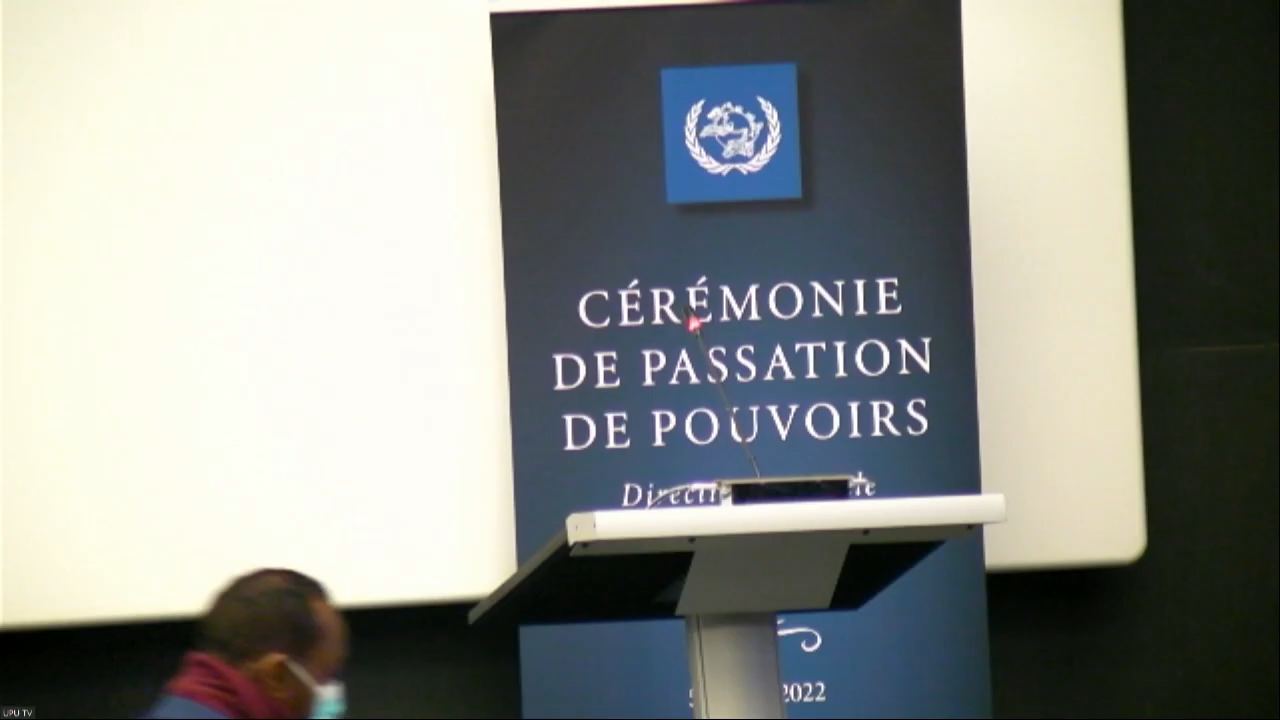 CÉRÉMONIE
DE PASSATION
DE POUVOIRS
2022
UPU TV